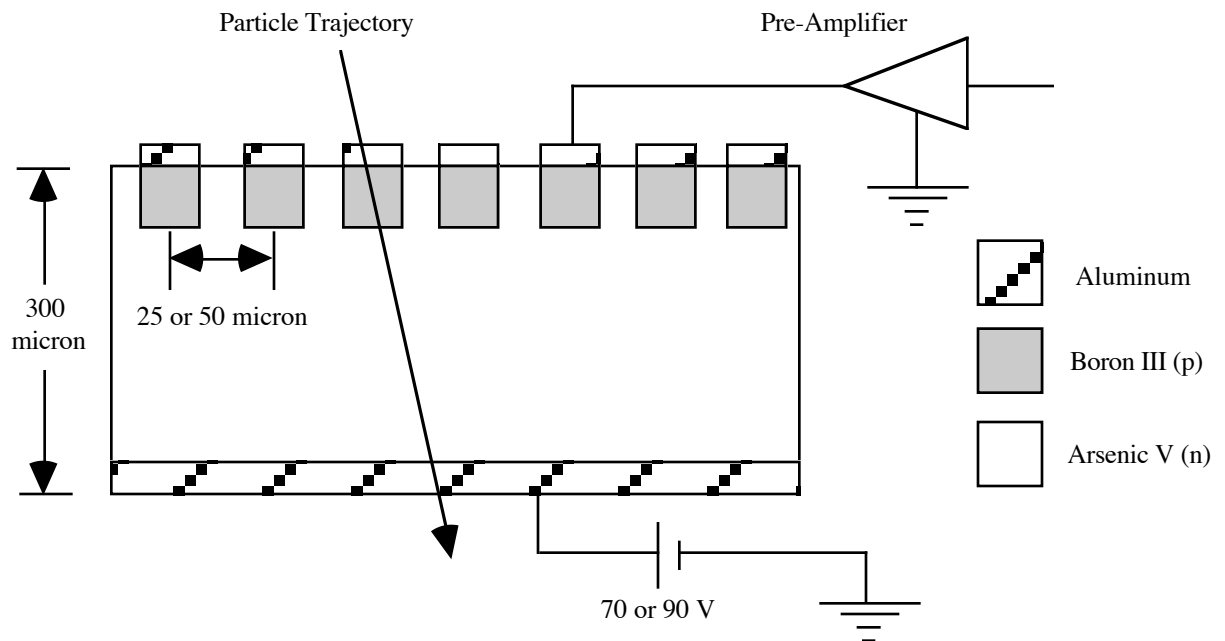 Particle Trajectory
Pre-Amplifier
300
micron
25 or 50 micron
Aluminum
Boron III (p)
Arsenic V (n)
70 or 90 V